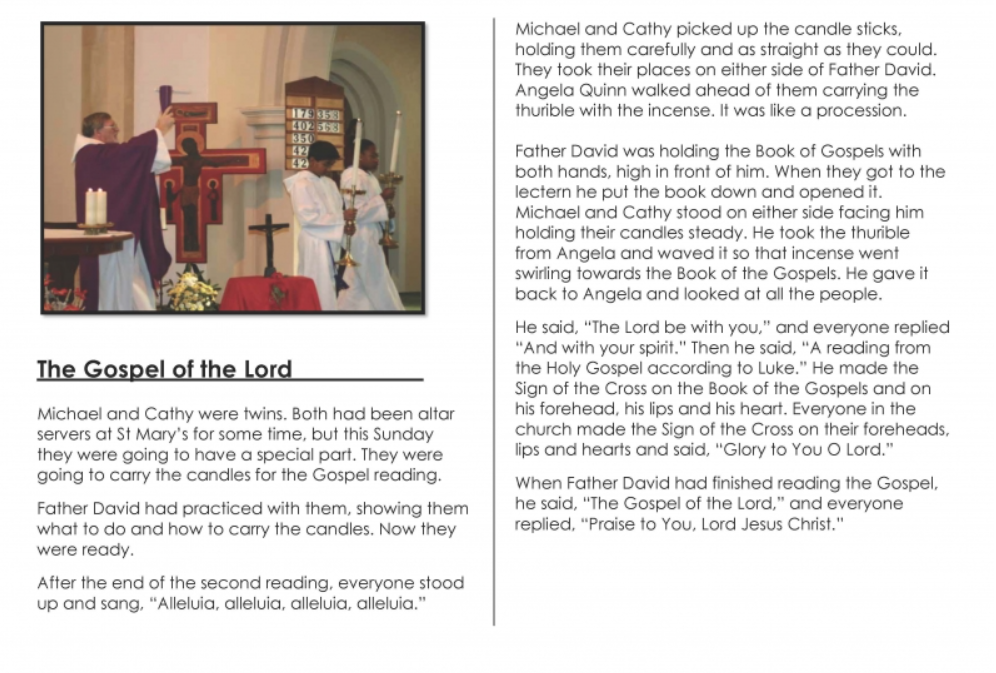 179 358
402 568
350
42
42
The Gospel of the Lord
Michael and Cathy were twins. Both had been altar
servers at St Mary’s for some time, but this Sunday
they were going to have a special part. They were
going to carry the candles for the Gospel reading.
Father David had practiced with them, showing them
what to do and how to carry the candles. Now they
were ready.
After the end of the second reading, everyone stood
up and sang, “Alleluia, alleluia, alleluia, alleluia.”
Michael and Cathy picked up the candle sticks,
holding them carefully and as straight as they could.
They took their places on either side of Father David.
Angela Quinn walked ahead of them carrying the
thurible with the incense. It was like a procession.
Father David was holding the Book of Gospels with
both hands, high in front of him. When they got to the
lectern he put the book down and opened it.
Michael and Cathy stood on either side facing him
holding their candles steady. He took the thurible
from Angela and waved it so that incense went
swirling towards the Book of the Gospels. He gave it
back to Angela and looked at all the people.
He said, “The Lord be with you,” and everyone replied
“And with your spirit.” Then he said, “A reading from
the Holy Gospel according to Luke.” He made the
Sign of the Cross on the Book of the Gospels and on
his forehead, his lips and his heart. Everyone in the
church made the Sign of the Cross on their foreheads,
lips and hearts and said, “Glory to You O Lord.”
When Father David had finished reading the Gospel,
he said, “The Gospel of the Lord,” and everyone
replied, “Praise to You, Lord Jesus Christ.”